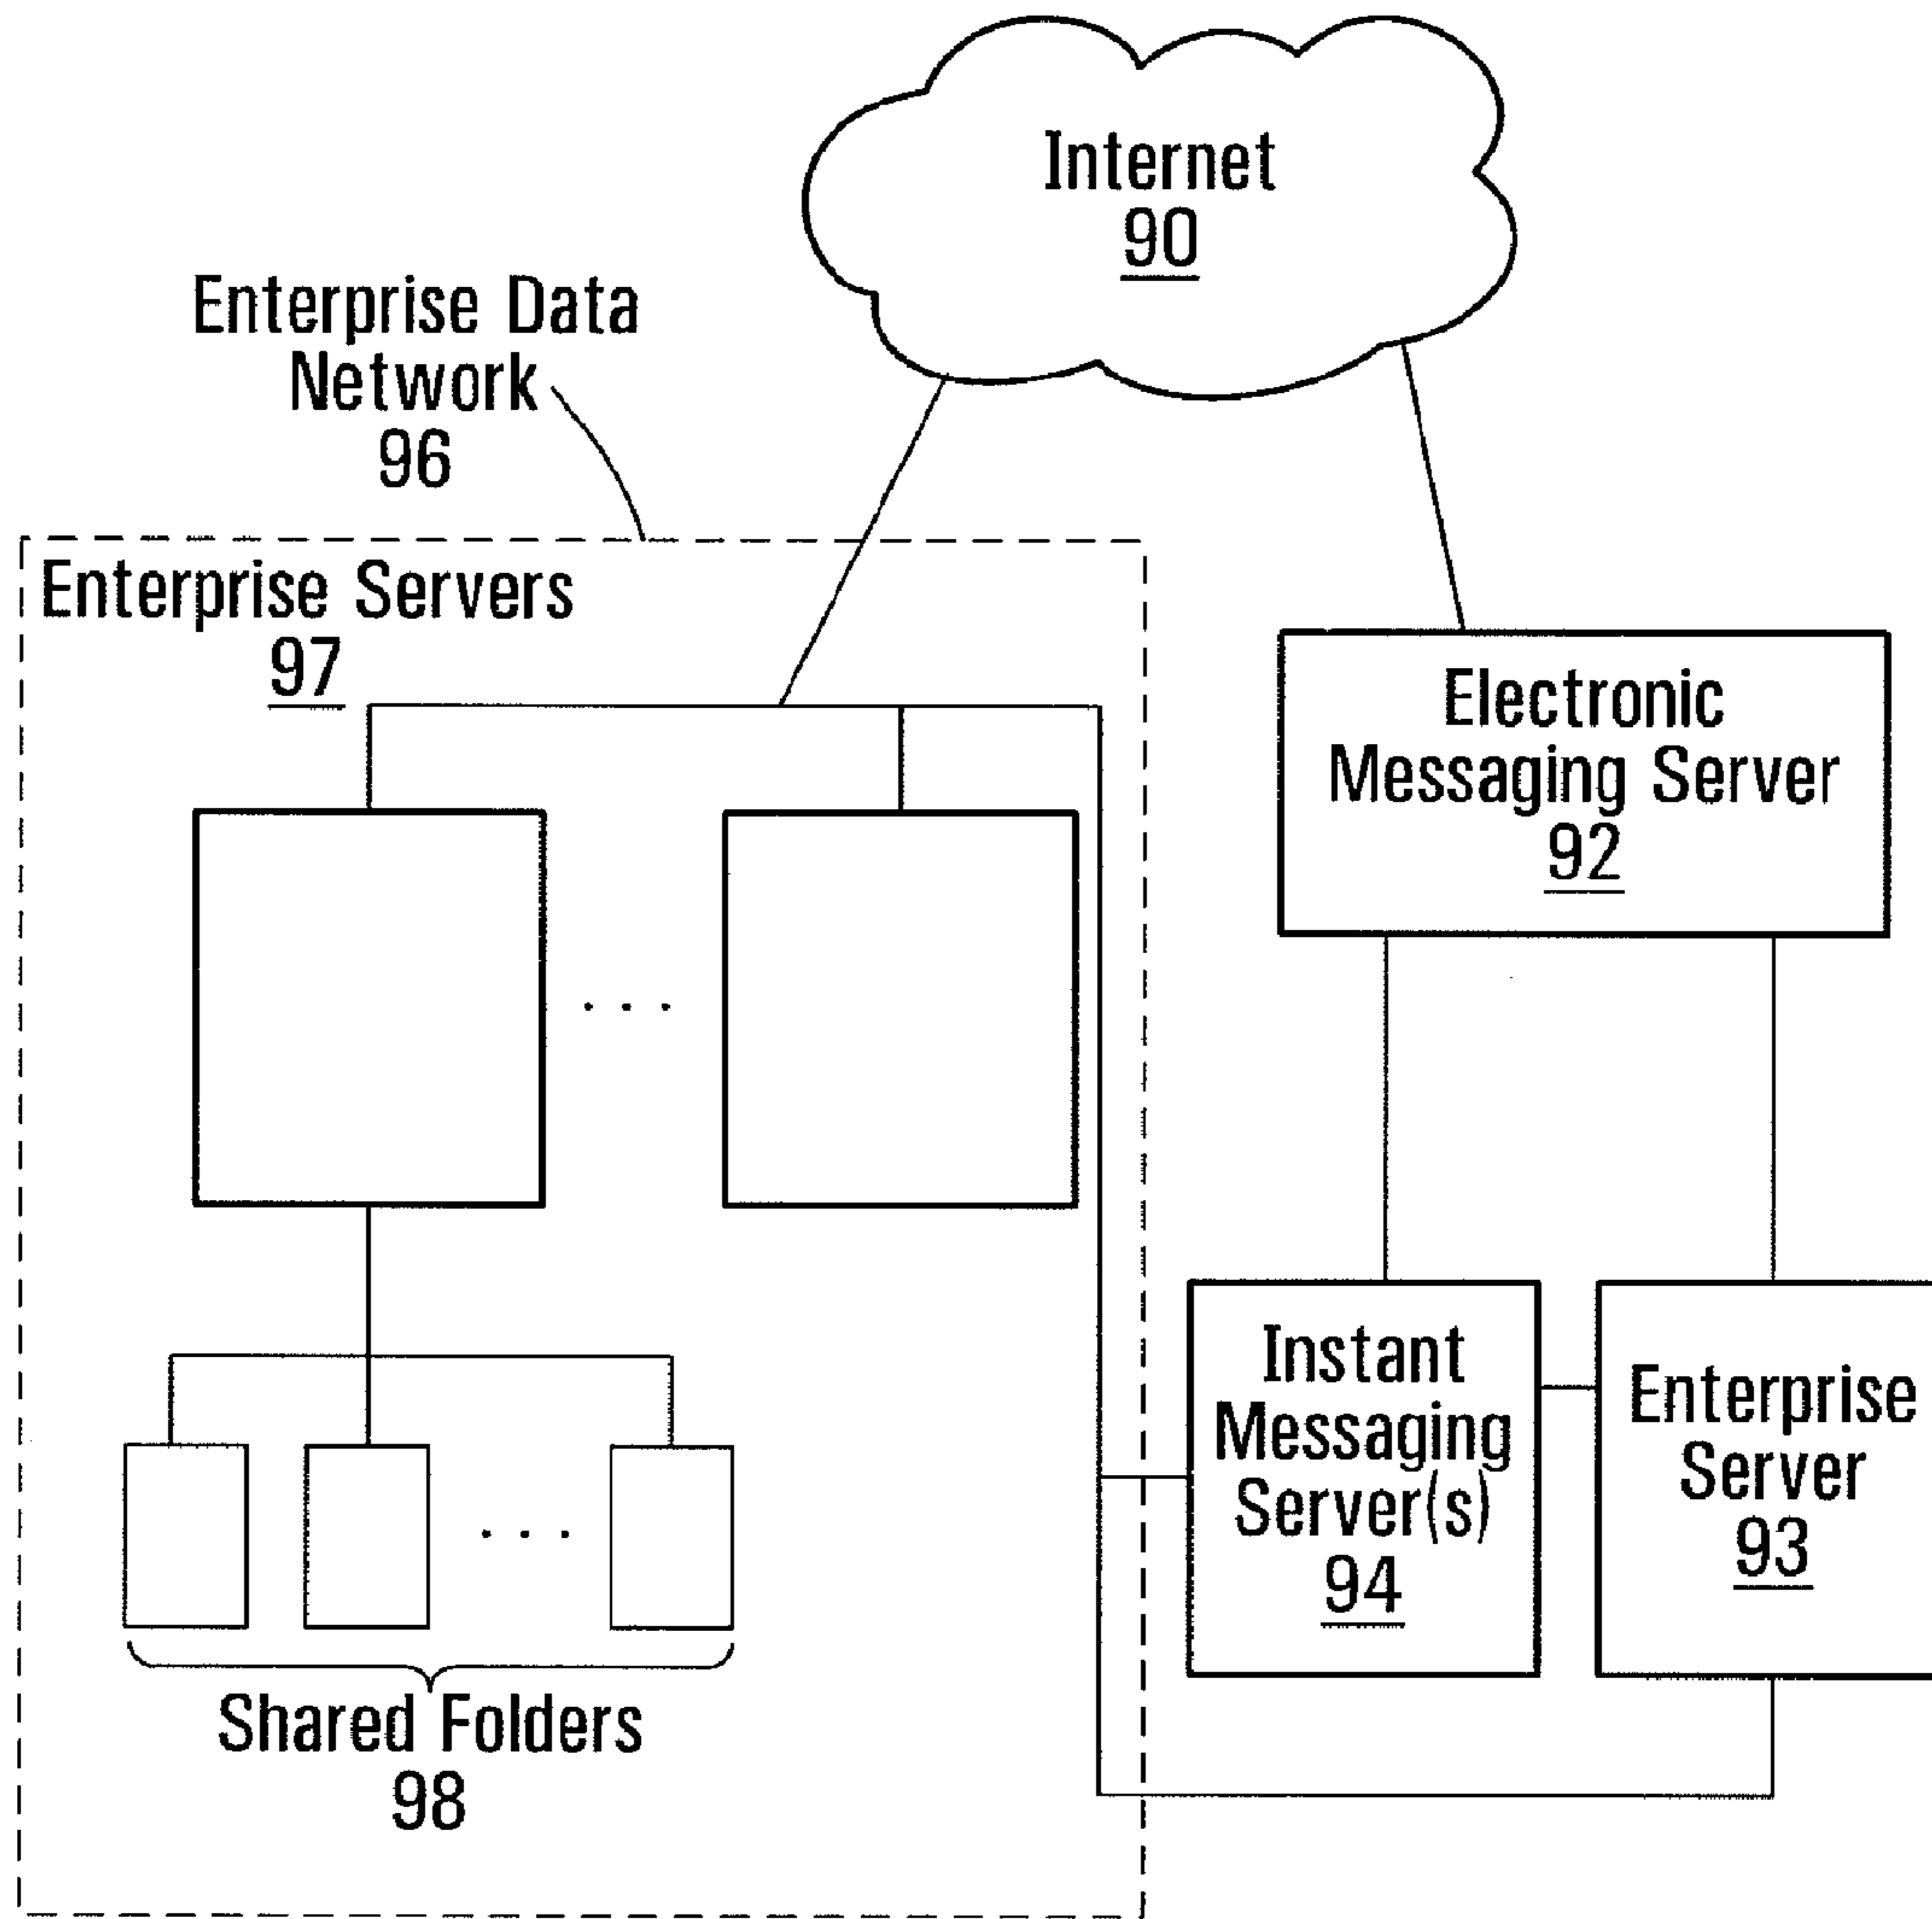 Internet
90
Enterprise Data
Network
96
Enterprise Servers
97
Electronic
Messaging Server
92
Instant
Messaging
Server(s)
94
Enterprise
Server
93
Shared Folders
98